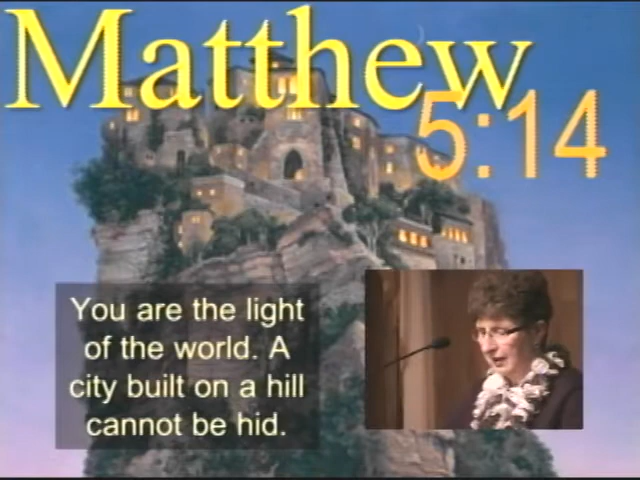 Matthew
5:14
You are the light
of the world. A
city built on a hill
cannot be hid.